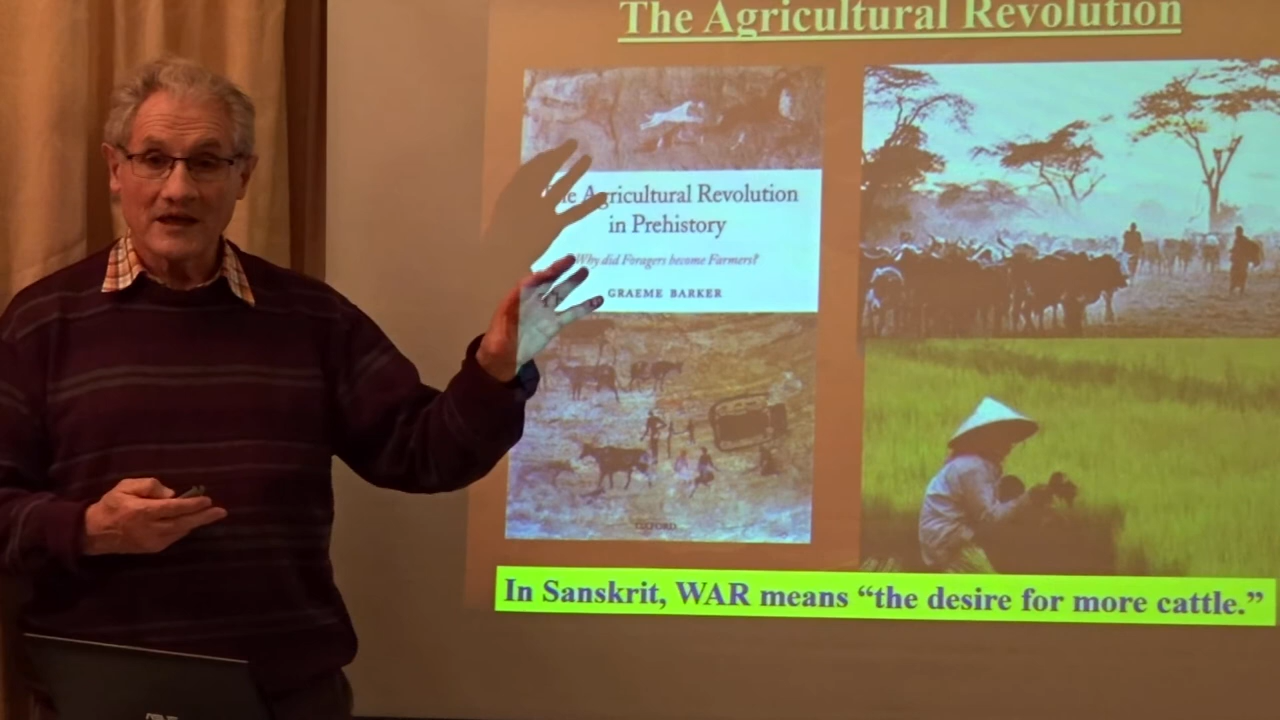 The Agricultural Revolution
Agricultural Revolution
in Prehistory
Why did Foragers become Farmers?
GRAEME BARKER
OXFORD
In Sanskrit, WAR means “the desire for more cattle.”